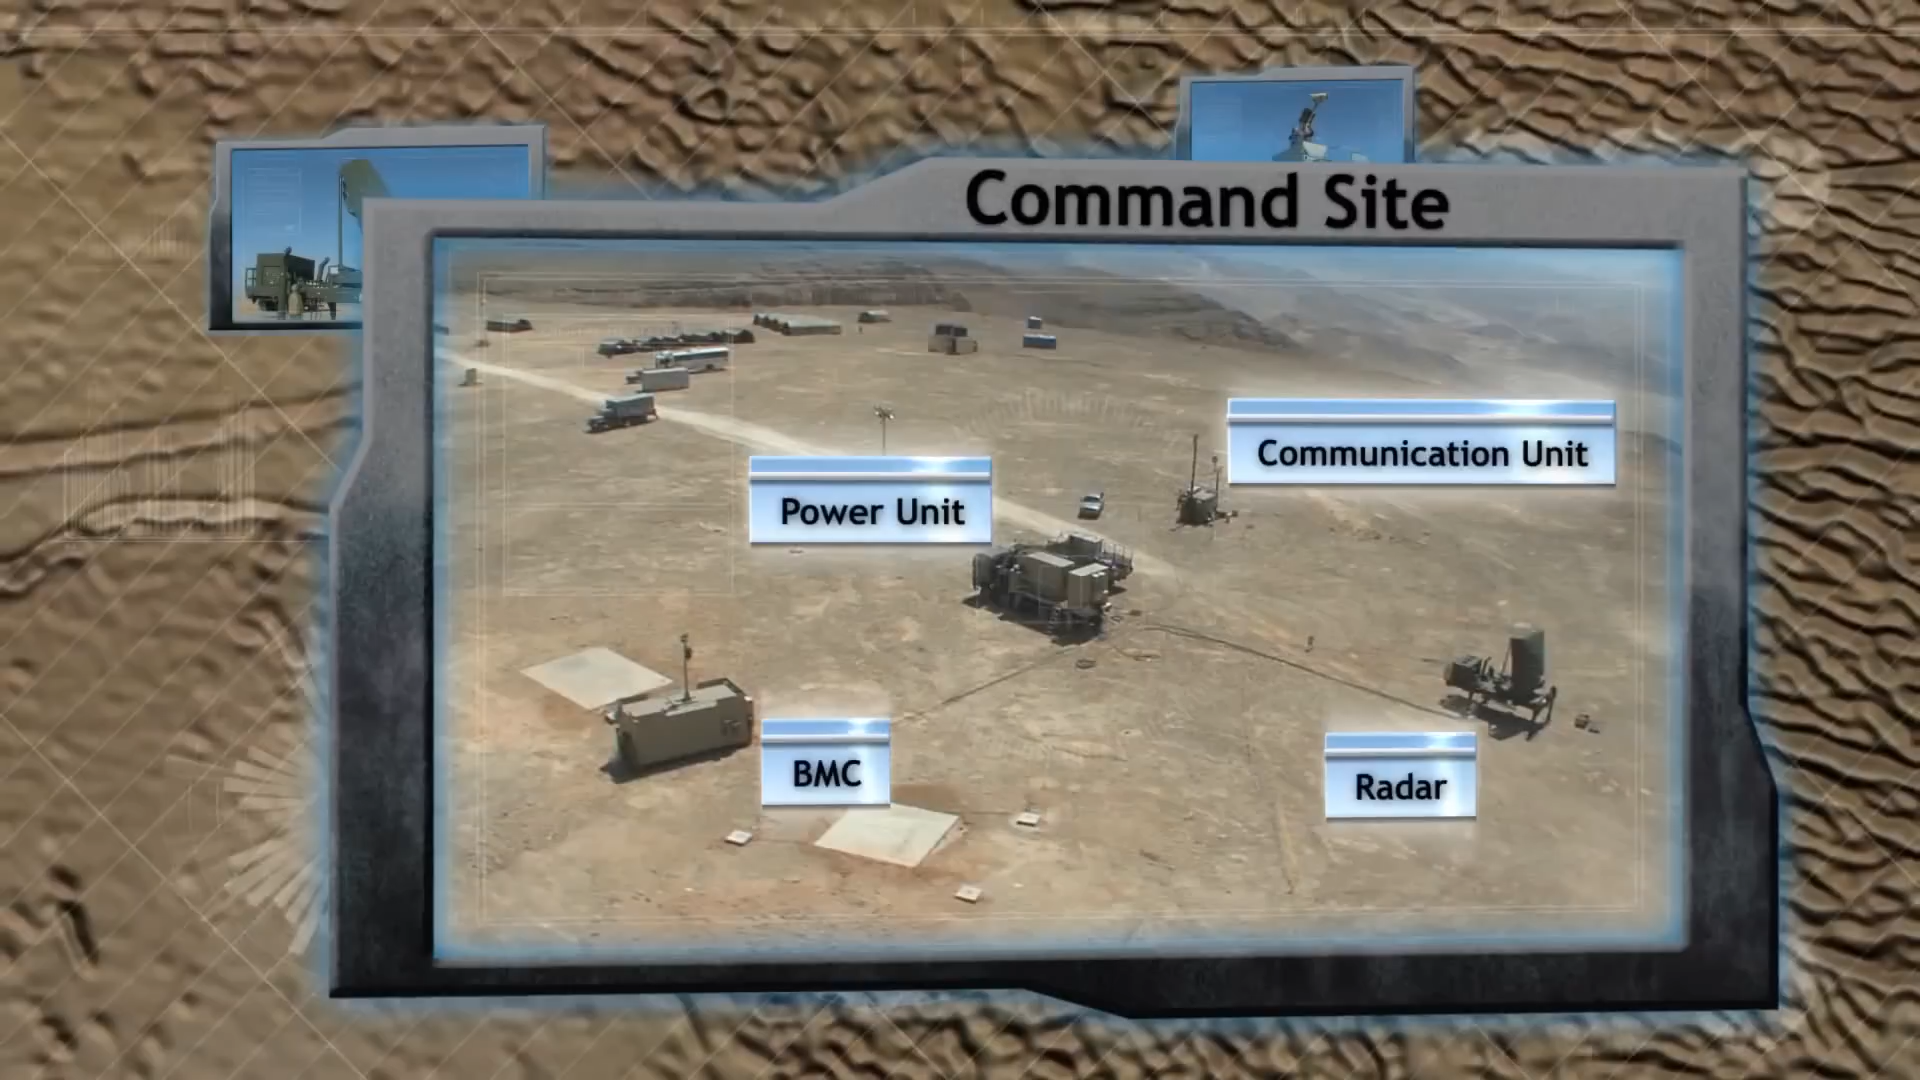 Command Site
Communication Unit
Power Unit
BMC
Radar